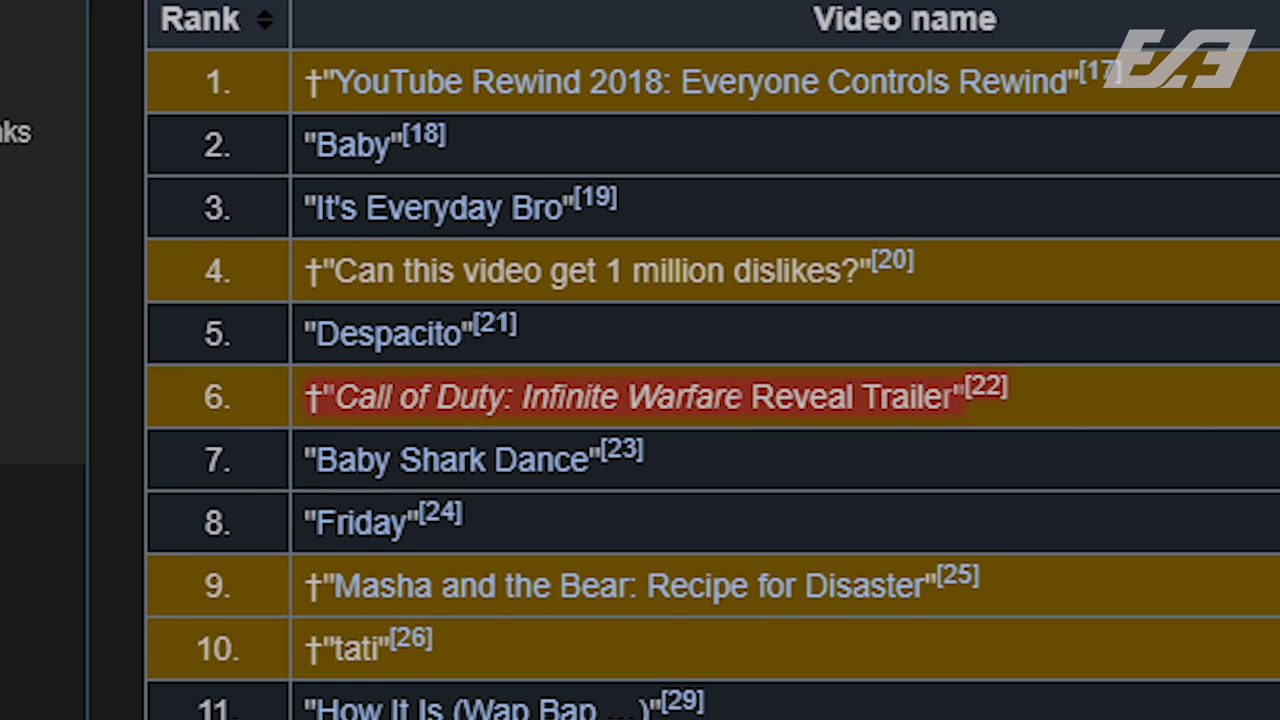 Rank Video name
1. †"YouTube Rewind 2018: Everyone Controls Rewind"[17]
nks
2. "Baby"[18]
3. "It's Everyday Bro"[19]
4. †"Can this video get 1 million dislikes?"[20]
5. "Despacito"[21]
6. †"Call of Duty: Infinite Warfare Reveal Trailer"[22]
7. "Baby Shark Dance"[23]
8. "Friday"[24]
9. †"Masha and the Bear: Recipe for Disaster"[25]
10. †"tati"[26]
11. "How It Is (Wap Bap ...)"[29]